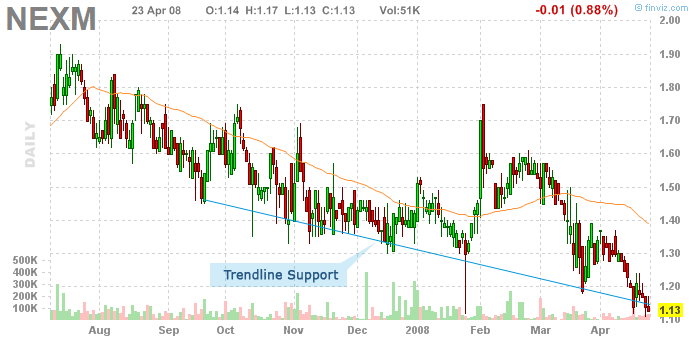 NEXM
23 Apr 08 O:1.14 H:1.17 L:1.13 C:1.13 Vol:51K -0.01 (0.88%)
© finviz.com
2.00
1.90
1.80
1.70
1.60
1.50
1.40
1.30
1.20
1.13
1.10
DAILY
500K
400K
300K
200K
100K
Trendline Support
Aug Sep Oct Nov Dec 2008 Feb Mar Apr